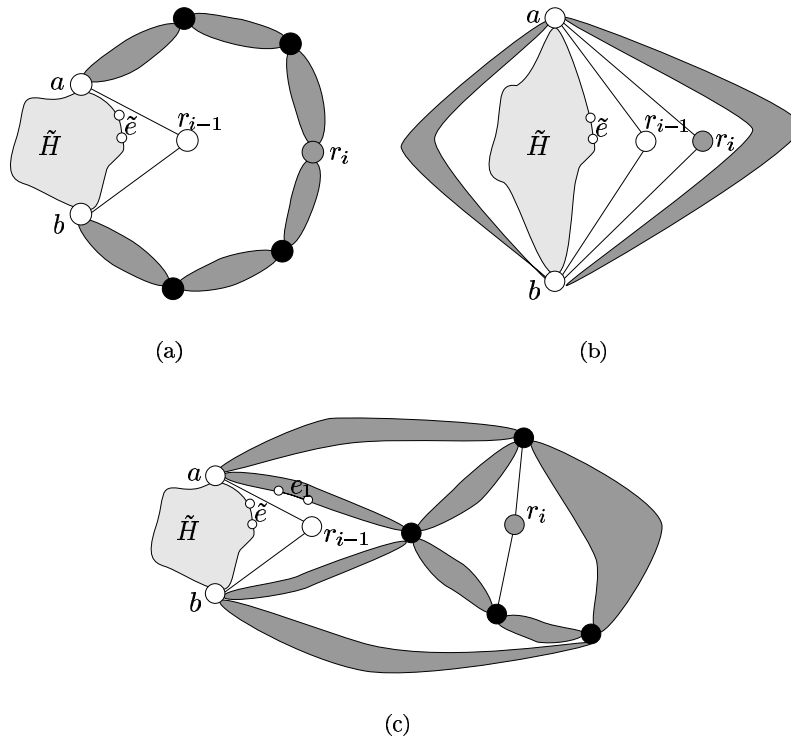 a
r_{i−1}
ẽ
H̃
r_i
b
(a)
a
r_{i−1}
ẽ
H̃
r_i
b
(b)
a
e_1
ẽ
r_i
H̃
r_{i−1}
b
(c)